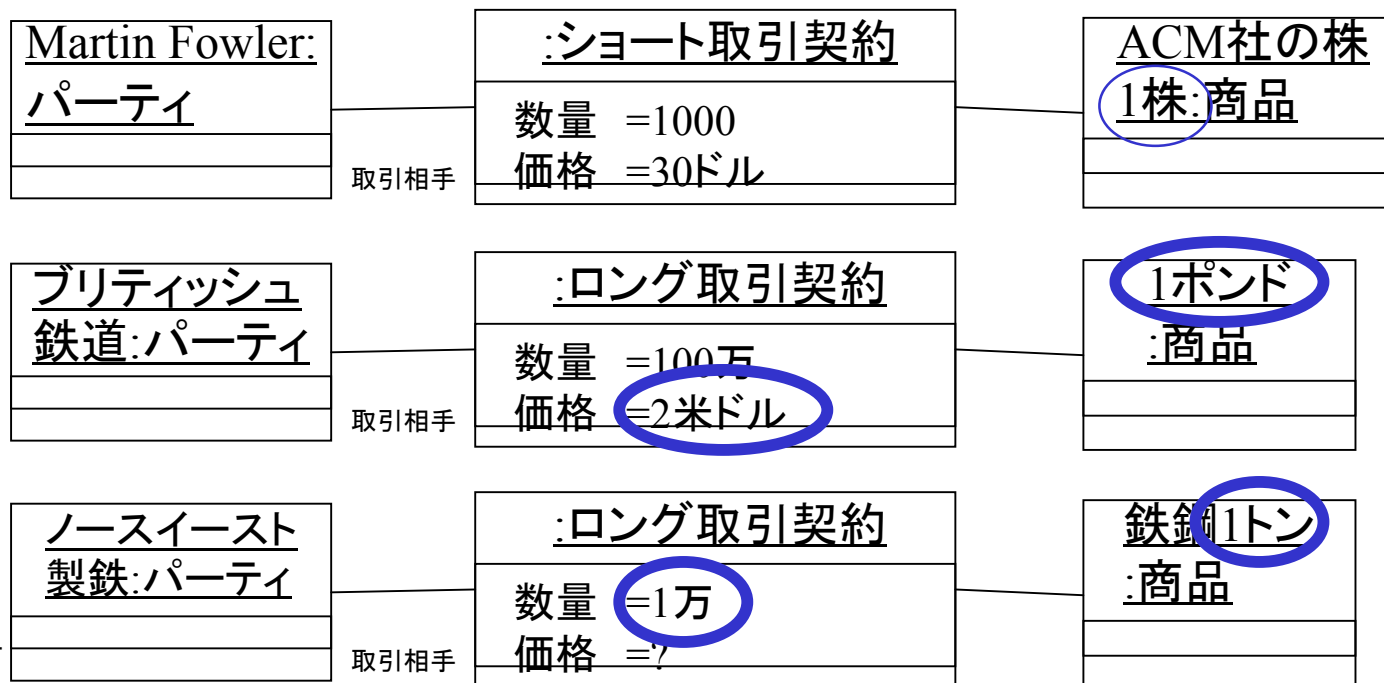 Martin Fowler:
パーティ
取引相手
:ショート取引契約
数量 =1000
価格 =30ドル
ACM社の株
1株:商品
ブリティッシュ
鉄道:パーティ
取引相手
:ロング取引契約
数量 =100万
価格 =2米ドル
1ポンド
:商品
ノースイースト
製鉄:パーティ
取引相手
:ロング取引契約
数量 =1万
価格 =?
鉄鋼1トン
:商品